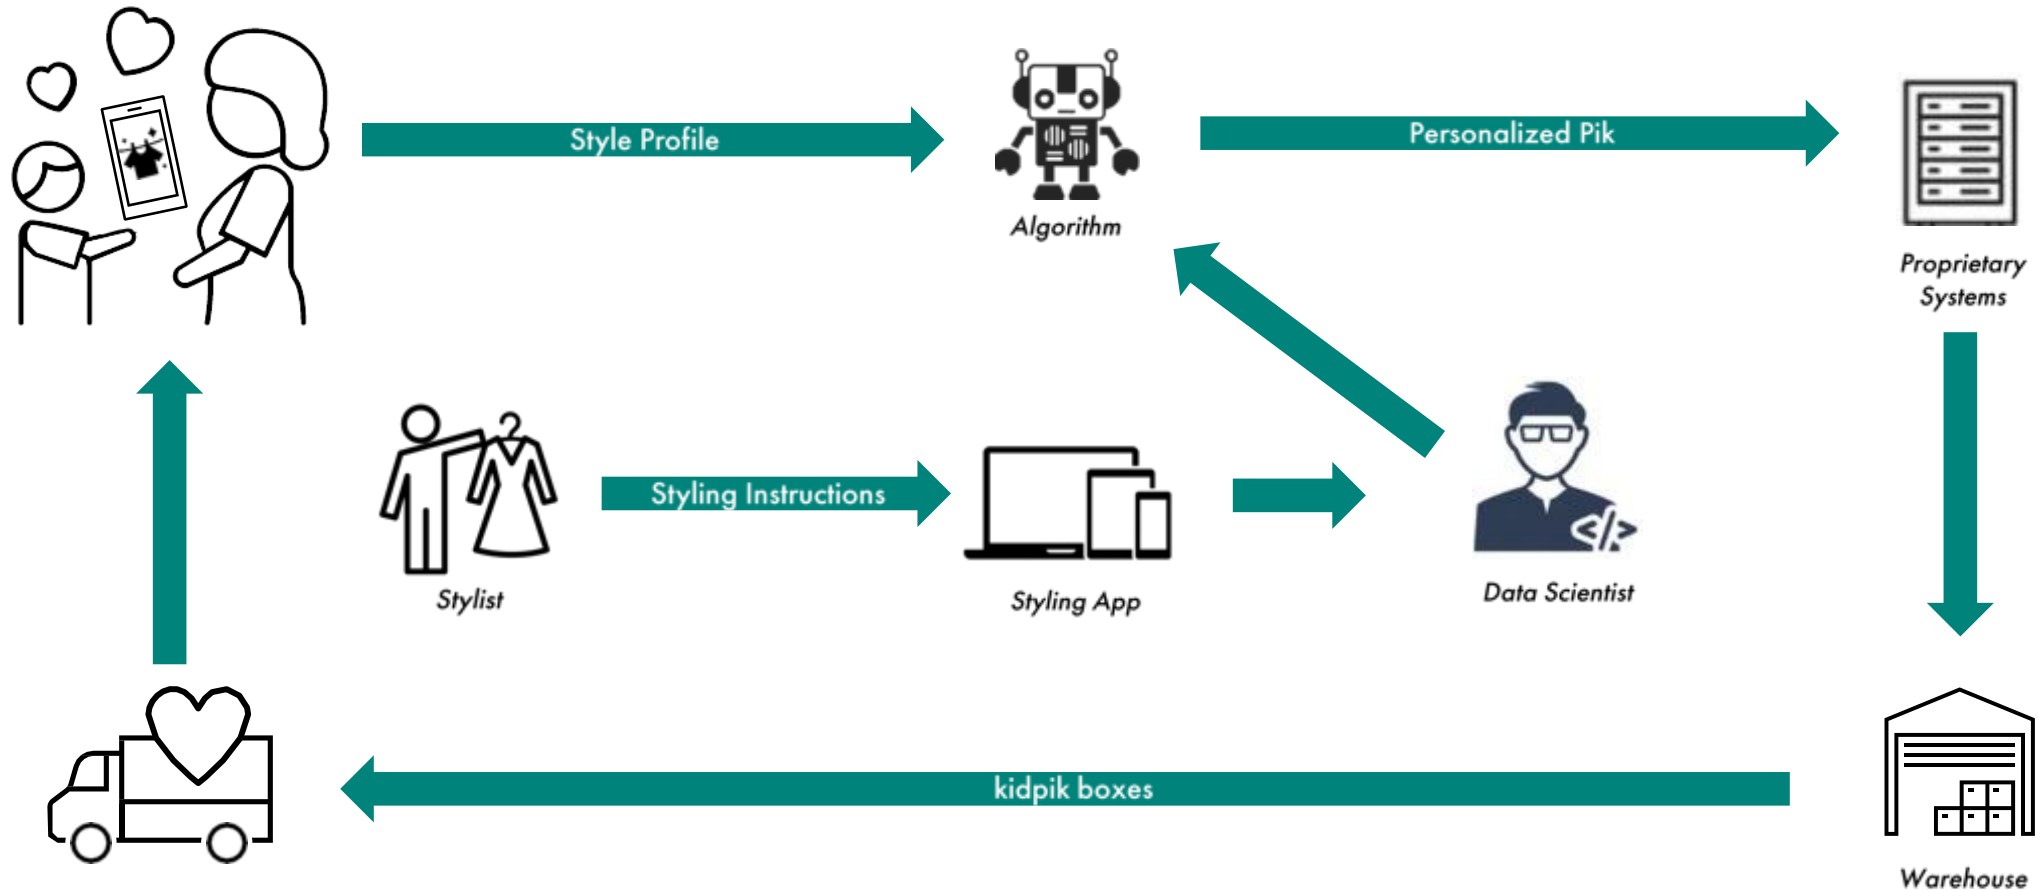 Style Profile
Algorithm
Personalized Pik
Proprietary
Systems
Stylist
Styling Instructions
Styling App
</>
Data Scientist
kidpik boxes
Warehouse